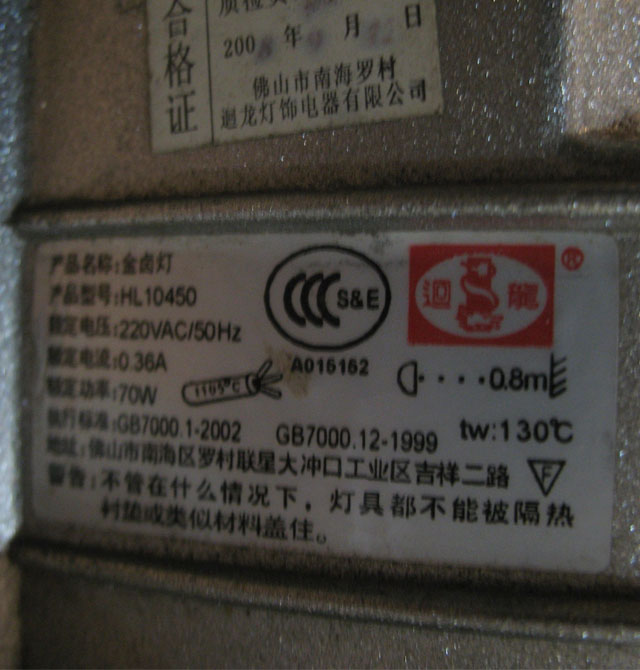 合格证
质检员
200 年 月 日
佛山市南海罗村
迴龙灯饰电器有限公司
产品名称:金卤灯
产品型号:HL10450
额定电压:220VAC/50Hz
额定电流:0.36A
额定功率:70W
CCC S&E
A015152
迴龍®
1105°C
0.8m
执行标准:GB7000.1-2002 GB7000.12-1999 tw:130℃
地址:佛山市南海区罗村联星大冲口工业区吉祥二路
F
警告:不管在什么情况下,灯具都不能被隔热
衬垫或类似材料盖住。